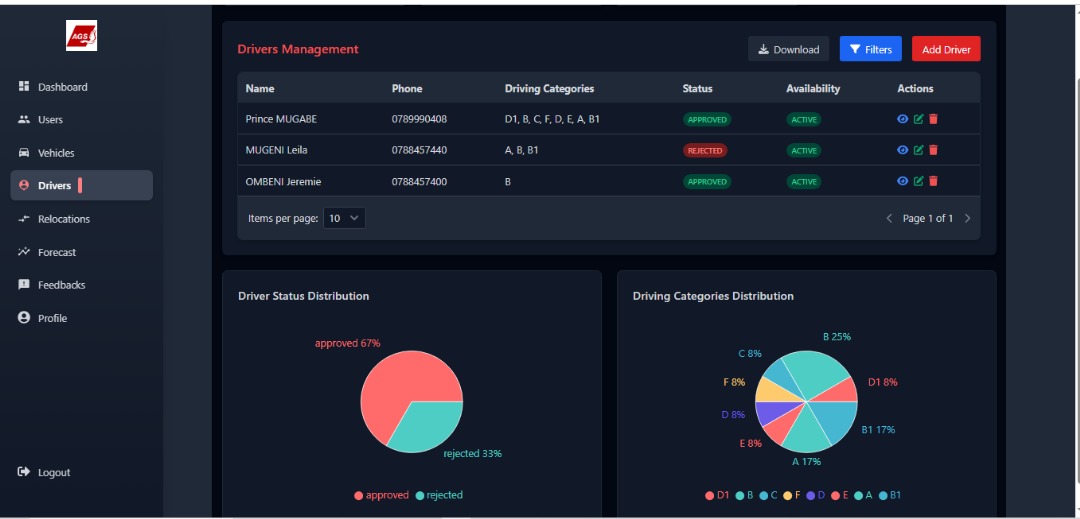 AGS
Drivers Management
Download
Filters
Add Driver
Dashboard
Users
Vehicles
Drivers
Relocations
Forecast
Feedbacks
Profile
Logout
Name Phone Driving Categories Status Availability Actions
Prince MUGABE 0789990408 D1, B, C, F, D, E, A, B1 APPROVED ACTIVE
MUGENI Leila 0788457440 A, B, B1 REJECTED ACTIVE
OMBENI Jeremie 0788457400 B APPROVED ACTIVE
Items per page: 10 Page 1 of 1
Driver Status Distribution
approved 67%
rejected 33%
approved rejected
Driving Categories Distribution
B 25%
C 8%
F 8%
D1 8%
D 8%
B1 17%
E 8%
A 17%
D1 B C F D E A B1